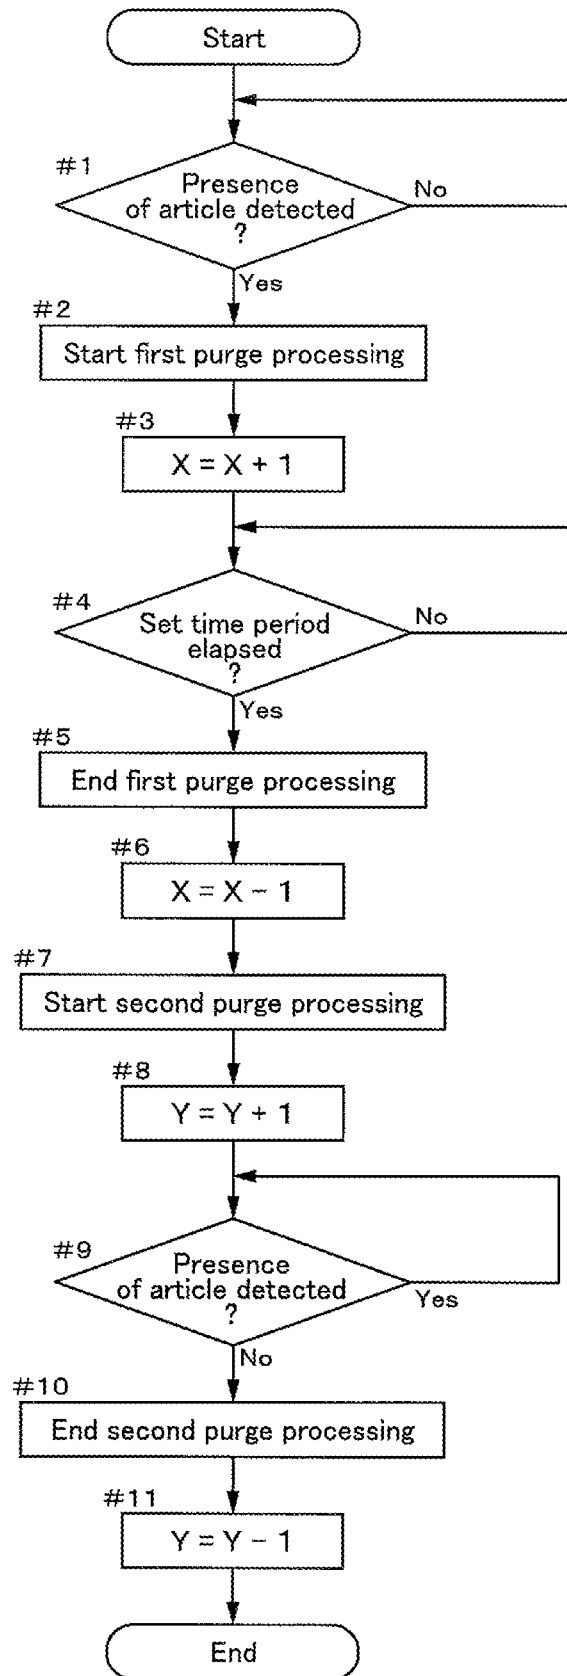 Start
#1
Presence
of article detected
?
No
Yes
#2
Start first purge processing
#3
X = X + 1
#4
Set time period
elapsed
?
No
Yes
#5
End first purge processing
#6
X = X - 1
#7
Start second purge processing
#8
Y = Y + 1
#9
Presence
of article detected
?
Yes
No
#10
End second purge processing
#11
Y = Y - 1
End